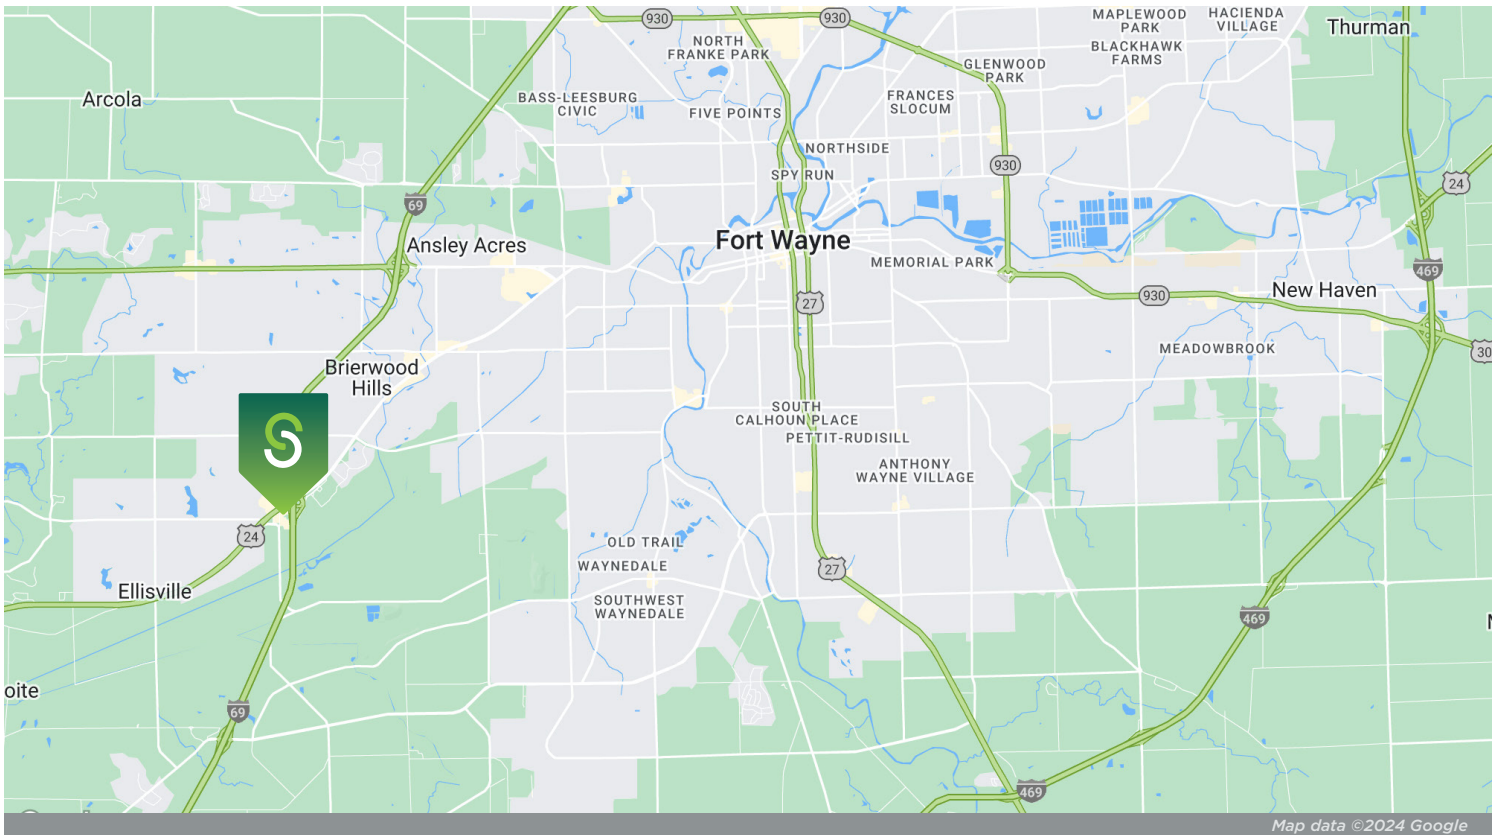 930
930
MAPLEWOOD
PARK
HACIENDA
VILLAGE
Thurman
NORTH
FRANKE PARK
BLACKHAWK
FARMS
GLENWOOD
PARK
Arcola
BASS-LEESBURG
CIVIC
FIVE POINTS
FRANCES
SLOCUM
NORTHSIDE
930
SPY RUN
24
69
Ansley Acres
Fort Wayne
MEMORIAL PARK
469
930
New Haven
27
30
MEADOWBROOK
Brierwood
Hills
SOUTH
CALHOUN PLACE
PETTIT-RUDISILL
S
ANTHONY
WAYNE VILLAGE
24
OLD TRAIL
WAYNEDALE
27
Ellisville
SOUTHWEST
WAYNEDALE
469
oite
69
469
Map data ©2024 Google